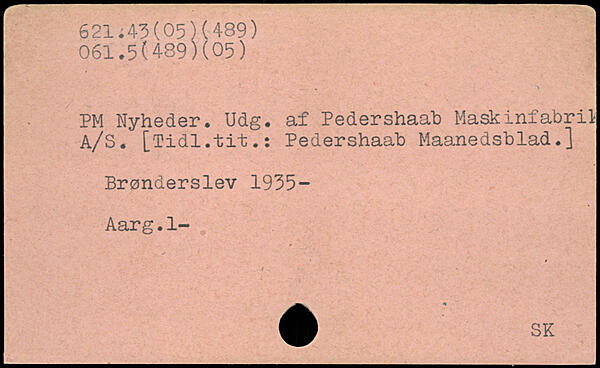 621.43(05)(489)
061.5(489)(05)
PM Nyheder. Udg. af Pedershaab Maskinfabrik
A/S. [Tidl.tit.: Pedershaab Maanedsblad.]
Brønderslev 1935-
Aarg.1-
SK